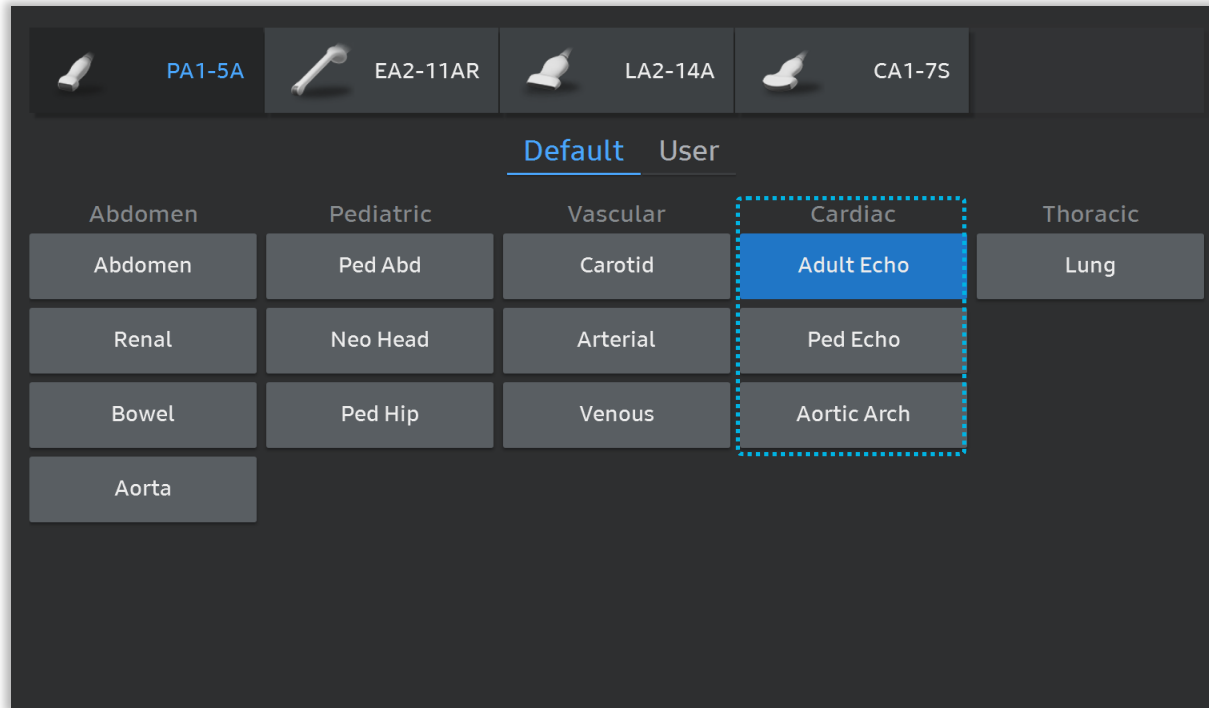 PA1-5A EA2-11AR LA2-14A CA1-7S
Default User
Abdomen Pediatric Vascular Cardiac Thoracic
Abdomen Ped Abd Carotid Adult Echo Lung
Renal Neo Head Arterial Ped Echo
Bowel Ped Hip Venous Aortic Arch
Aorta